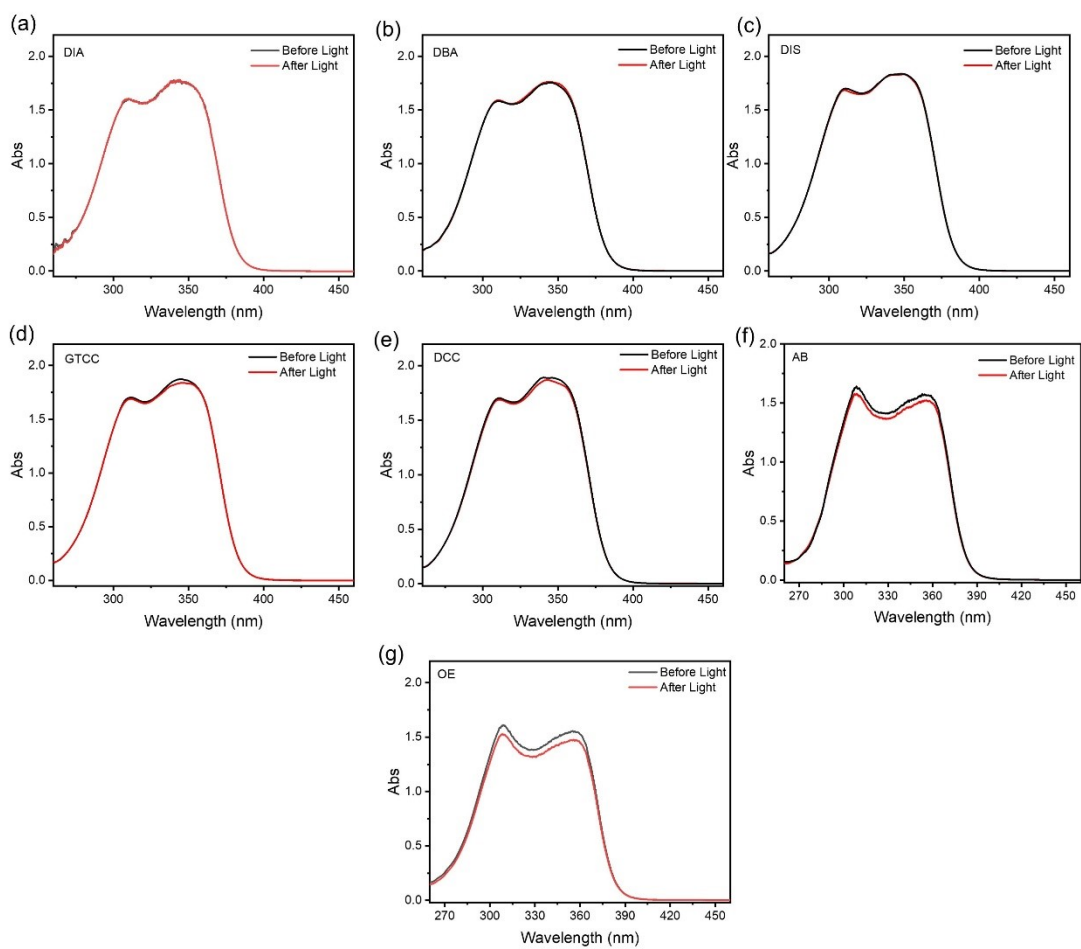 (a)
DIA
Before Light
After Light
2.0
1.5
1.0
0.5
0.0
Abs
300 350 400 450
Wavelength (nm)
(b)
DBA
Before Light
After Light
2.0
1.5
1.0
0.5
0.0
Abs
300 350 400 450
Wavelength (nm)
(c)
DIS
Before Light
After Light
2.0
1.5
1.0
0.5
0.0
Abs
300 350 400 450
Wavelength (nm)
(d)
GTCC
Before Light
After Light
2.0
1.5
1.0
0.5
0.0
Abs
300 350 400 450
Wavelength (nm)
(e)
DCC
Before Light
After Light
2.0
1.5
1.0
0.5
0.0
Abs
300 350 400 450
Wavelength (nm)
(f)
AB
Before Light
After Light
2.0
1.5
1.0
0.5
0.0
Abs
270 300 330 360 390 420 450
Wavelength (nm)
(g)
OE
Before Light
After Light
2.0
1.5
1.0
0.5
0.0
Abs
270 300 330 360 390 420 450
Wavelength (nm)